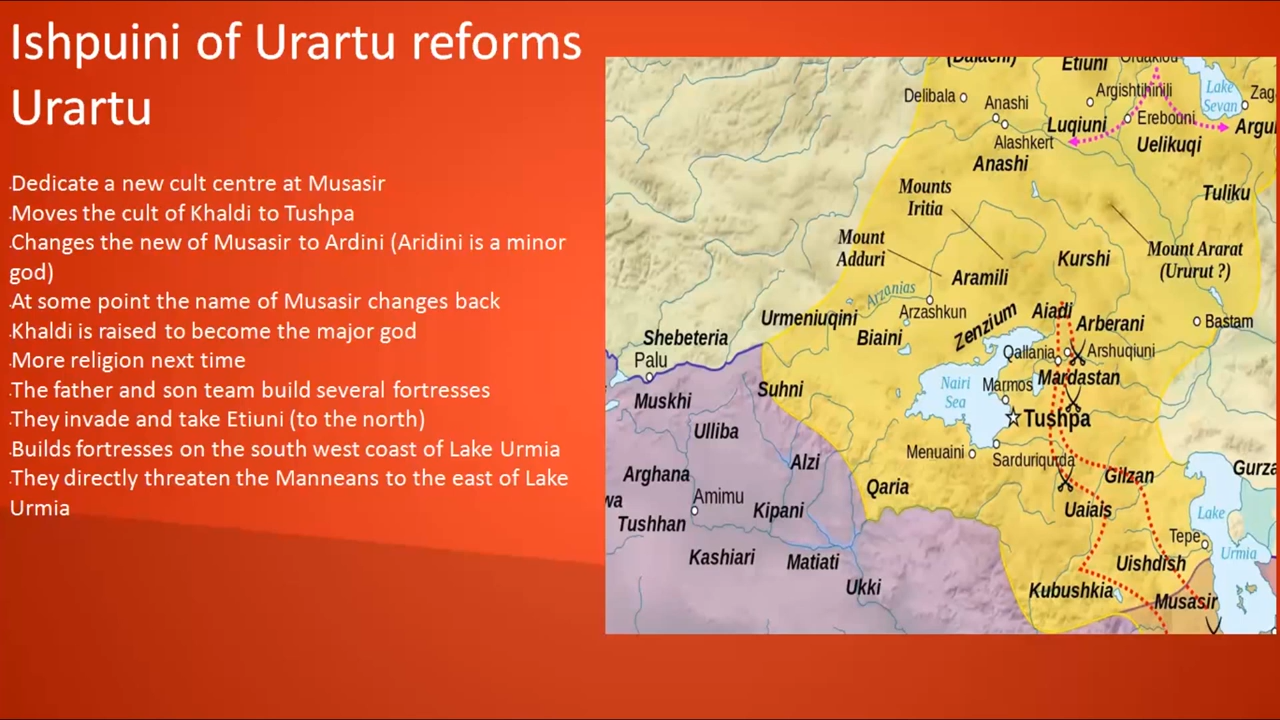 Ishpuini of Urartu reforms
Urartu
.Dedicate a new cult centre at Musasir
.Moves the cult of Khaldi to Tushpa
.Changes the new of Musasir to Ardini (Aridini is a minor
god)
.At some point the name of Musasir changes back
.Khaldi is raised to become the major god
.More religion next time
.The father and son team build several fortresses
.They invade and take Etiuni (to the north)
.Builds fortresses on the south west coast of Lake Urmia
.They directly threaten the Manneans to the east of Lake
Urmia
Etiuni
Delibala
Anashi
Argishtihinili
Lake
Sevan
Zag
Luqiuni
Erebouni
Argu
Alashkert
Uelikuqi
Anashi
Mounts
Iritia
Tuliku
Mount
Adduri
Kurshi
Mount Ararat
(Ururut ?)
Aramili
Arzanias
Arzashkun
Zenzium
Aiadi
Urmeniuqini
Biaini
Arberani
Bastam
Shebeteria
Palu
Qallania
Arshuqiuni
Suhni
Nairi
Sea
Marmos
Mardastan
Muskhi
Tushpa
Ulliba
Menuaini
Sarduriqurda
Alzi
Gilzan
Gurza
Arghana
Qaria
wa
Amimu
Kipani
Uaiais
Lake
Urmia
Tushhan
Tepe
Kashiari
Matiati
Uishdish
Ukki
Kubushkia
Musasir